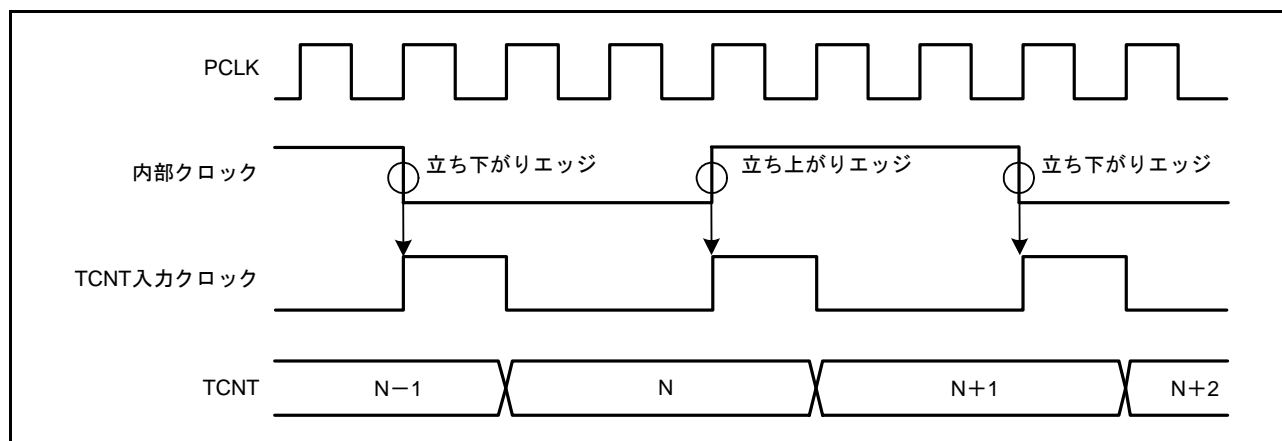 PCLK
内部クロック
立ち下がりエッジ
立ち上がりエッジ
立ち下がりエッジ
TCNT入力クロック
TCNT
N－1
N
N＋1
N＋2